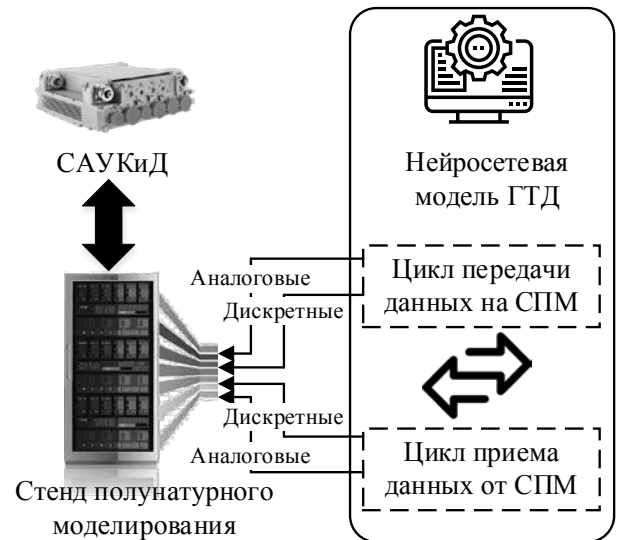 САУКиД
Нейросетевая
модель ГТД
Аналоговые
Дискретные
Цикл передачи
данных на СПМ
Дискретные
Аналоговые
Цикл приема
данных от СПМ
Стенд полунатурного
моделирования